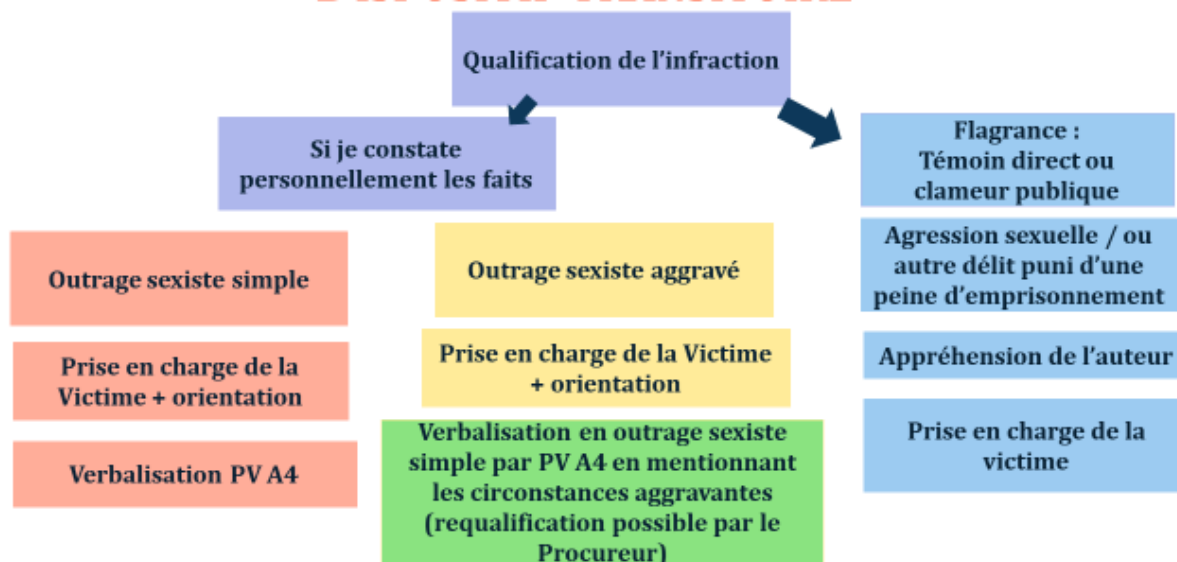 Qualification de l'infraction
Si je constate
personnellement les faits
Flagrance :
Témoin direct ou
clameur publique
Outrage sexiste simple
Outrage sexiste aggravé
Agression sexuelle / ou
autre délit puni d'une
peine d'emprisonnement
Prise en charge de la
Victime + orientation
Prise en charge de la Victime
+ orientation
Appréhension de l'auteur
Verbalisation PV A4
Verbalisation en outrage sexiste
simple par PV A4 en mentionnant
les circonstances aggravantes
(requalification possible par le
Procureur)
Prise en charge de la
victime